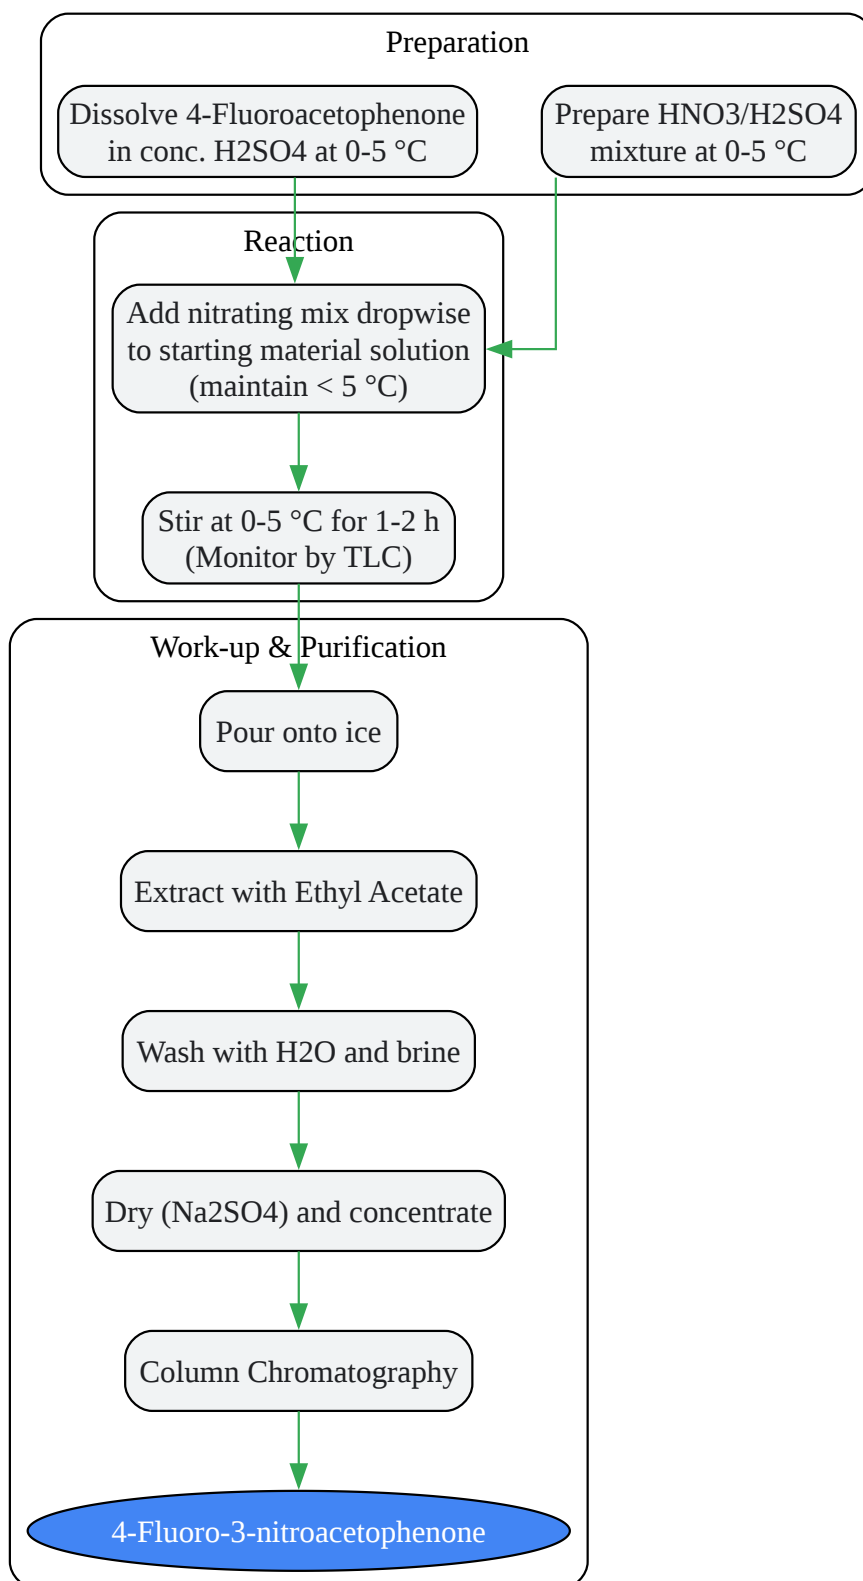 Preparation
Dissolve 4-Fluoroacetophenone
in conc. H2SO4 at 0-5 °C
Prepare HNO3/H2SO4
mixture at 0-5 °C
Reaction
Add nitrating mix dropwise
to starting material solution
(maintain < 5 °C)
Stir at 0-5 °C for 1-2 h
(Monitor by TLC)
Work-up & Purification
Pour onto ice
Extract with Ethyl Acetate
Wash with H2O and brine
Dry (Na2SO4) and concentrate
Column Chromatography
4-Fluoro-3-nitroacetophenone